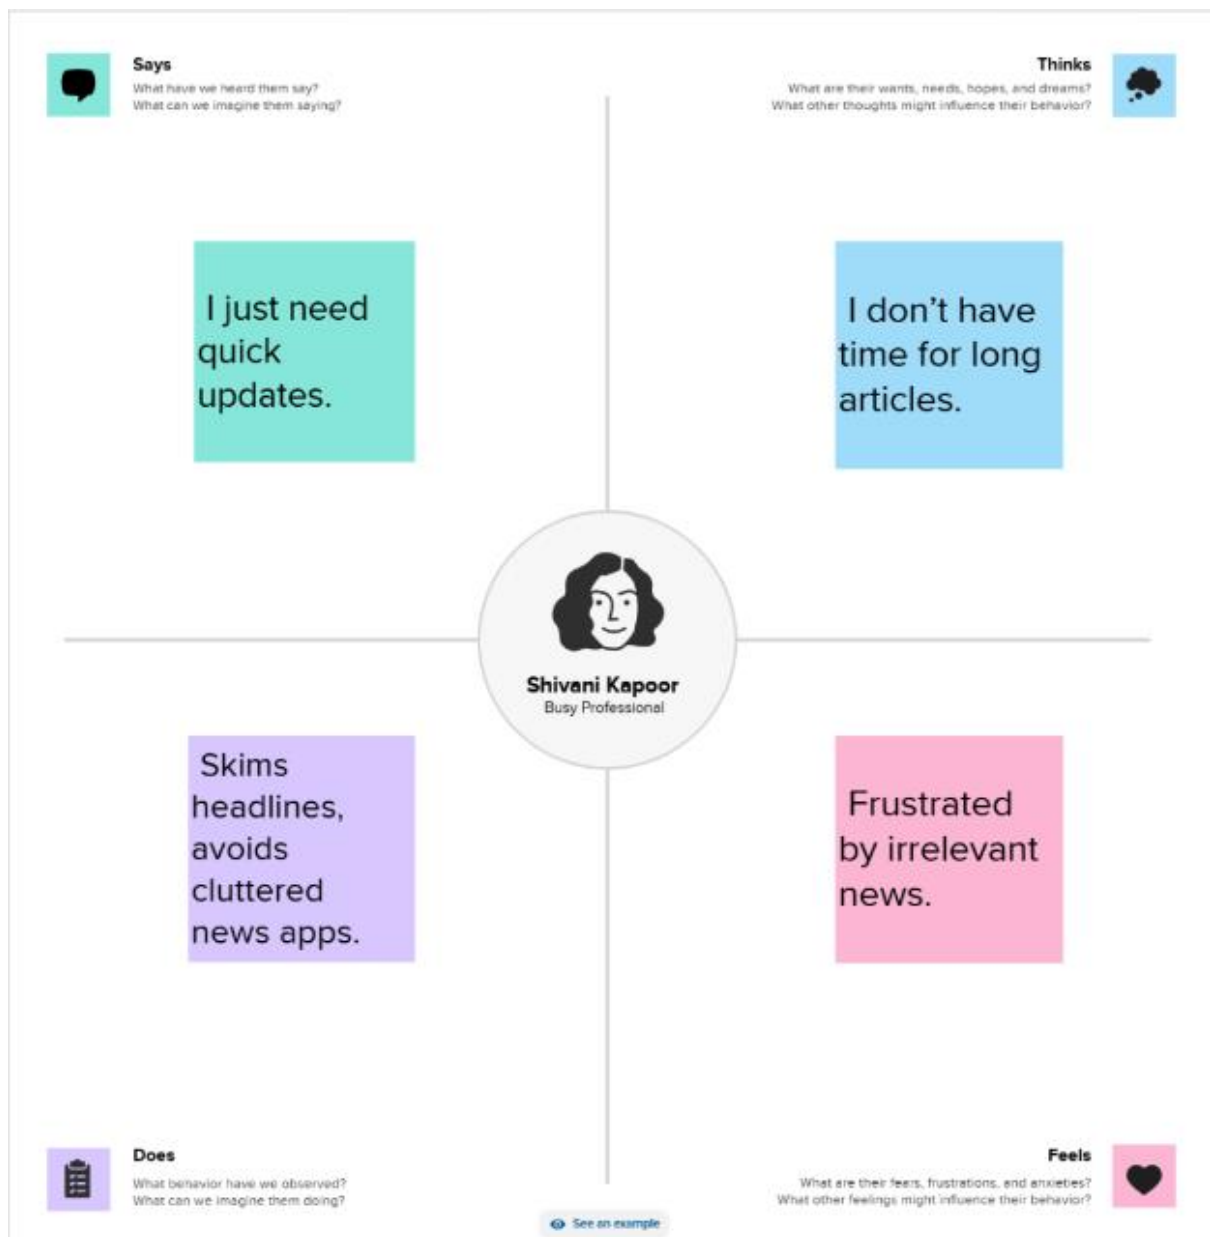 Says
What have we heard them say?
What can we imagine them saying?
Thinks
What are their wants, needs, hopes, and dreams?
What other thoughts might influence their behavior?
I just need
quick
updates.
I don’t have
time for long
articles.
Shivani Kapoor
Busy Professional
Skims
headlines,
avoids
cluttered
news apps.
Frustrated
by irrelevant
news.
Does
What behavior have we observed?
What can we imagine them doing?
Feels
What are their fears, frustrations, and anxieties?
What other feelings might influence their behavior?
See an example